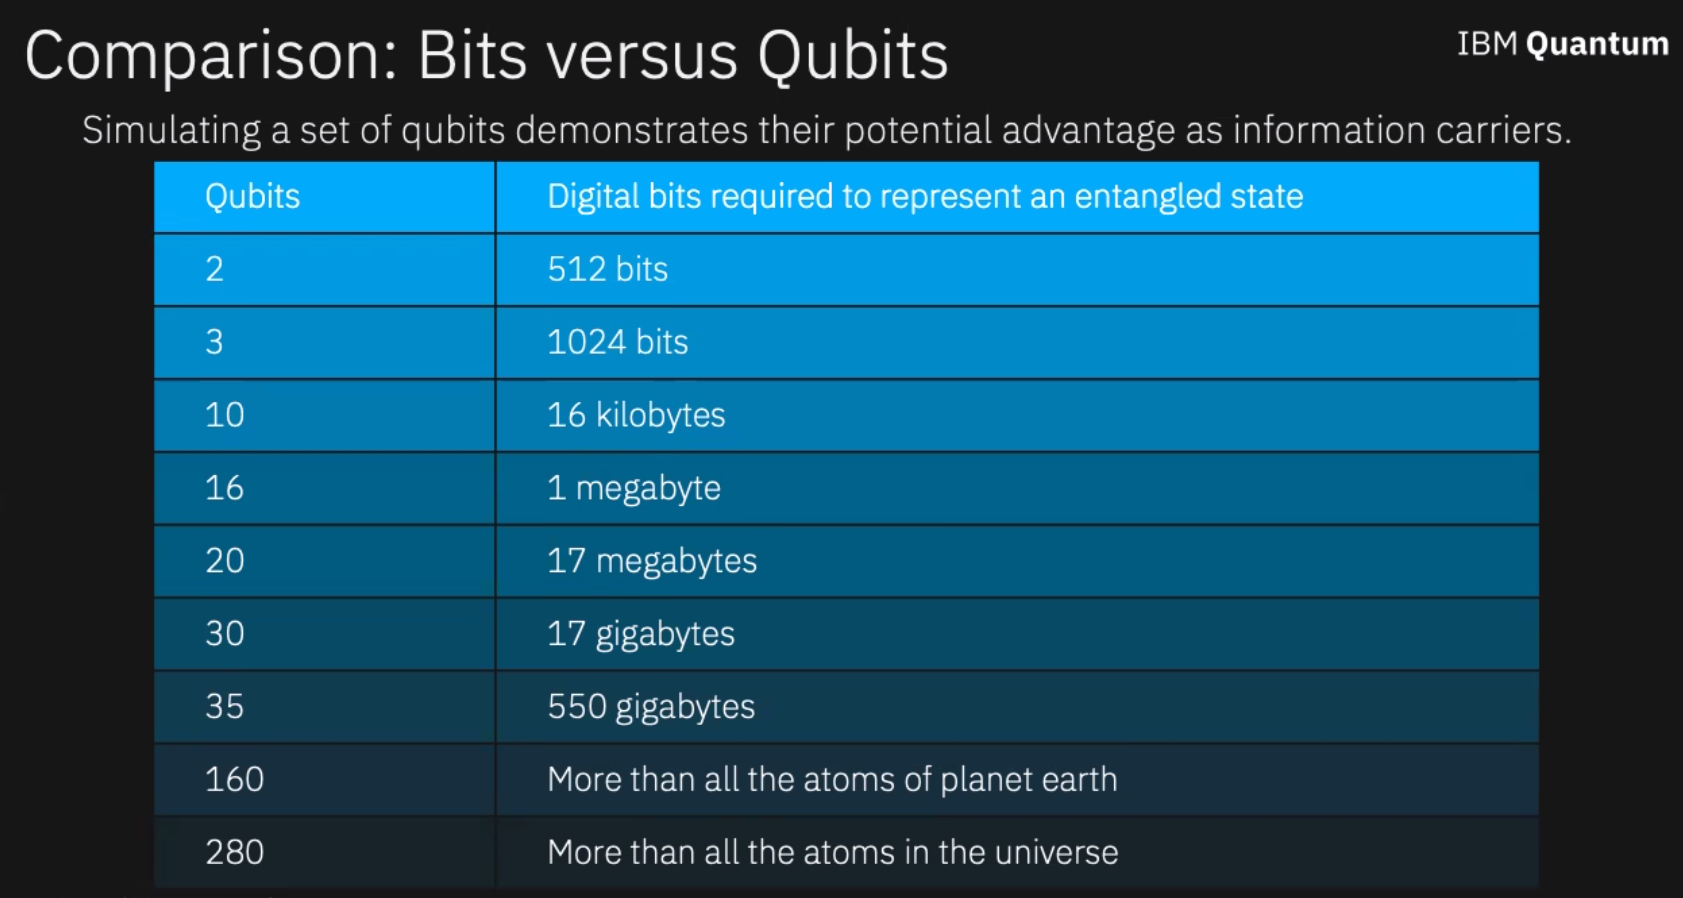 Comparison: Bits versus Qubits
IBM Quantum
Simulating a set of qubits demonstrates their potential advantage as information carriers.
Qubits Digital bits required to represent an entangled state
2 512 bits
3 1024 bits
10 16 kilobytes
16 1 megabyte
20 17 megabytes
30 17 gigabytes
35 550 gigabytes
160 More than all the atoms of planet earth
280 More than all the atoms in the universe